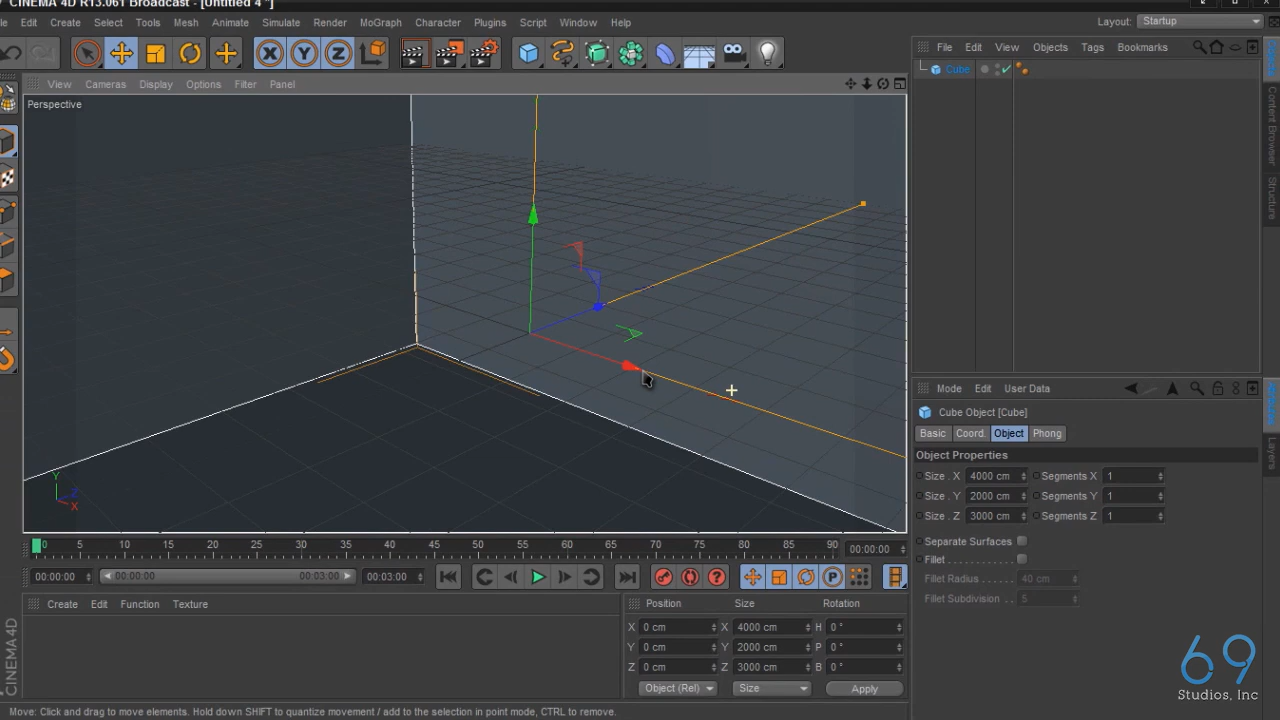 CINEMA 4D R13.061 Broadcast - [Untitled 4 *]
Edit Create Select Tools Mesh Animate Simulate Render MoGraph Character Plugins Script Window Help
Layout: Startup
X Y Z
File Edit View Objects Tags Bookmarks
View Cameras Display Options Filter Panel
Cube
Perspective
Objects
Content Browser
Structure
Y
Z
X
Mode Edit User Data
Cube Object [Cube]
Basic Coord. Object Phong
Object Properties
Size . X 4000 cm Segments X 1
Size . Y 2000 cm Segments Y 1
Size . Z 3000 cm Segments Z 1
Separate Surfaces
Fillet
Fillet Radius 40 cm
Fillet Subdivision 5
Attributes
Layers
0 5 10 15 20 25 30 35 40 45 50 55 60 65 70 75 80 85 90 00:00:00
00:00:00 00:00:00 00:03:00 00:03:00 ? P
Create Edit Function Texture
Position Size Rotation
X 0 cm X 4000 cm H 0 °
Y 0 cm Y 2000 cm P 0 °
Z 0 cm Z 3000 cm B 0 °
Object (Rel) Size Apply
CINEMA 4D
69
Studios, Inc
Move: Click and drag to move elements. Hold down SHIFT to quantize movement / add to the selection in point mode, CTRL to remove.